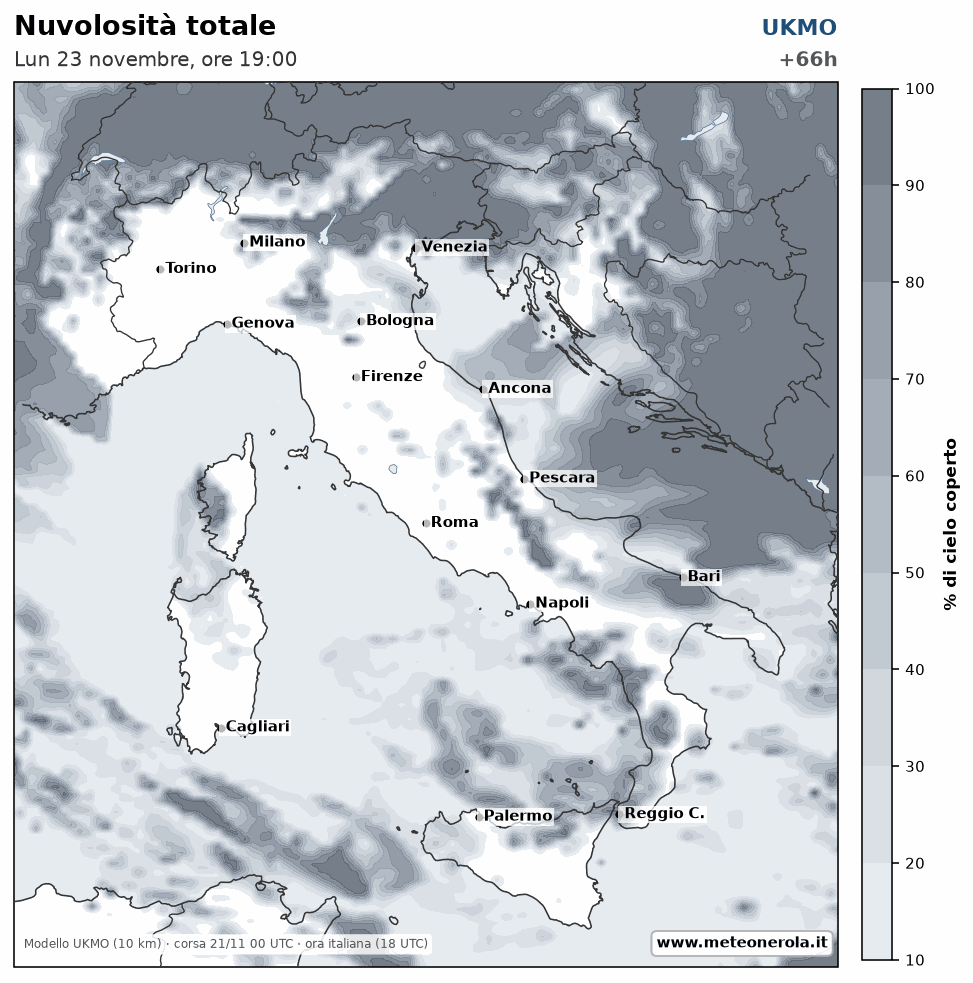 Nuvolosità totale
UKMO
Lun 23 novembre, ore 19:00
+66h
100
90
80
70
60
50
40
30
20
10
% di cielo coperto
Milano
Venezia
Torino
Genova
Bologna
Firenze
Ancona
Pescara
Roma
Bari
Napoli
Cagliari
Palermo
Reggio C.
Modello UKMO (10 km) · corsa 21/11 00 UTC · ora italiana (18 UTC)
www.meteonerola.it